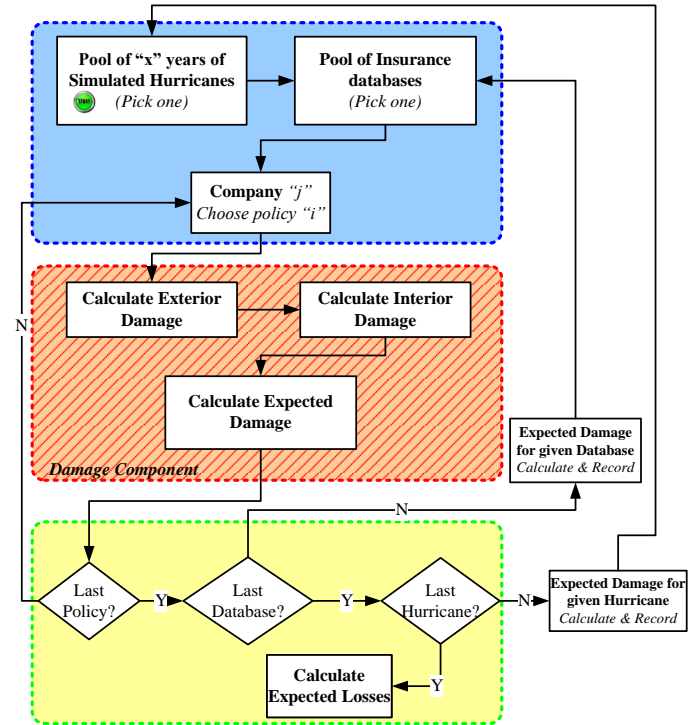 Pool of “x” years of
Simulated Hurricanes
START
(Pick one)
Pool of Insurance
databases
(Pick one)
Company “j”
Choose policy “i”
Calculate Exterior
Damage
Calculate Interior
Damage
N
Calculate Expected
Damage
Damage Component
Expected Damage
for given Database
Calculate & Record
N
Last
Policy?
Y
Last
Database?
Y
Last
Hurricane?
N
Expected Damage for
given Hurricane
Calculate & Record
Y
Calculate
Expected Losses